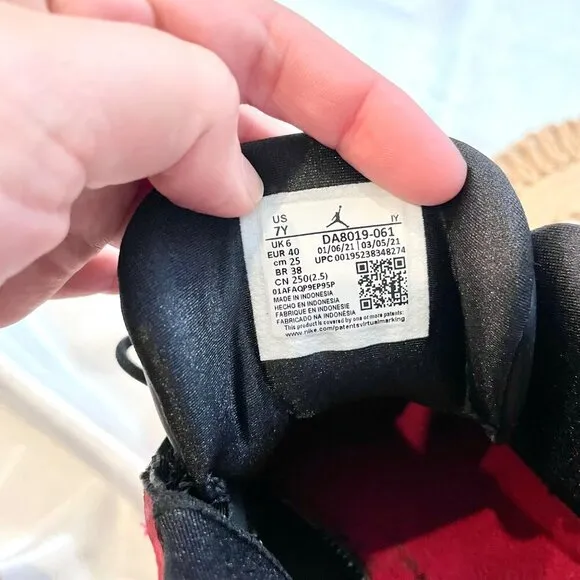 US IY
7Y DA8019-061
UK 6 01/06/21 03/05/21
EUR 40 UPC 00195238348274
cm 25
BR 38
CN 250(2.5)
01AFAQP9EP95P
MADE IN INDONESIA
HECHO EN INDONESIA
FABRIQUE EN INDONESIE
FABRICADO NA INDONÉSIA
This product is covered by one or more patents:
www.nike.com/patentsvirtualmarking